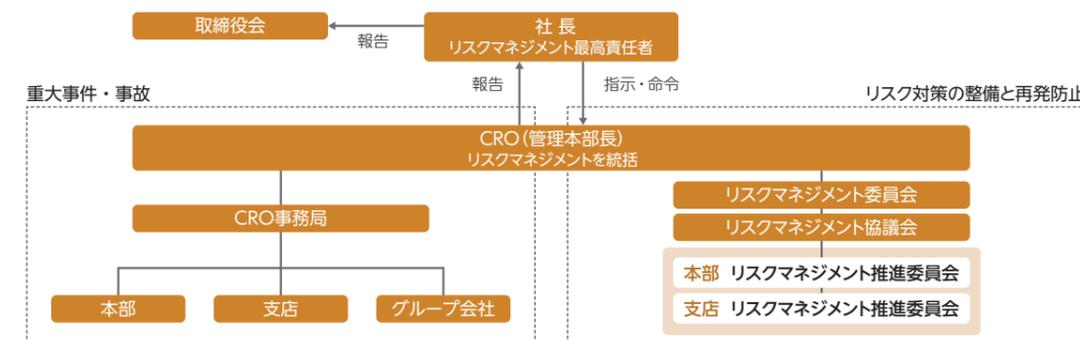 取締役会
報告
社 長
リスクマネジメント最高責任者
報告
指示・命令
重大事件・事故
リスク対策の整備と再発防止
CRO（管理本部長）
リスクマネジメントを統括
CRO事務局
本部
支店
グループ会社
リスクマネジメント委員会
リスクマネジメント協議会
本部 リスクマネジメント推進委員会
支店 リスクマネジメント推進委員会